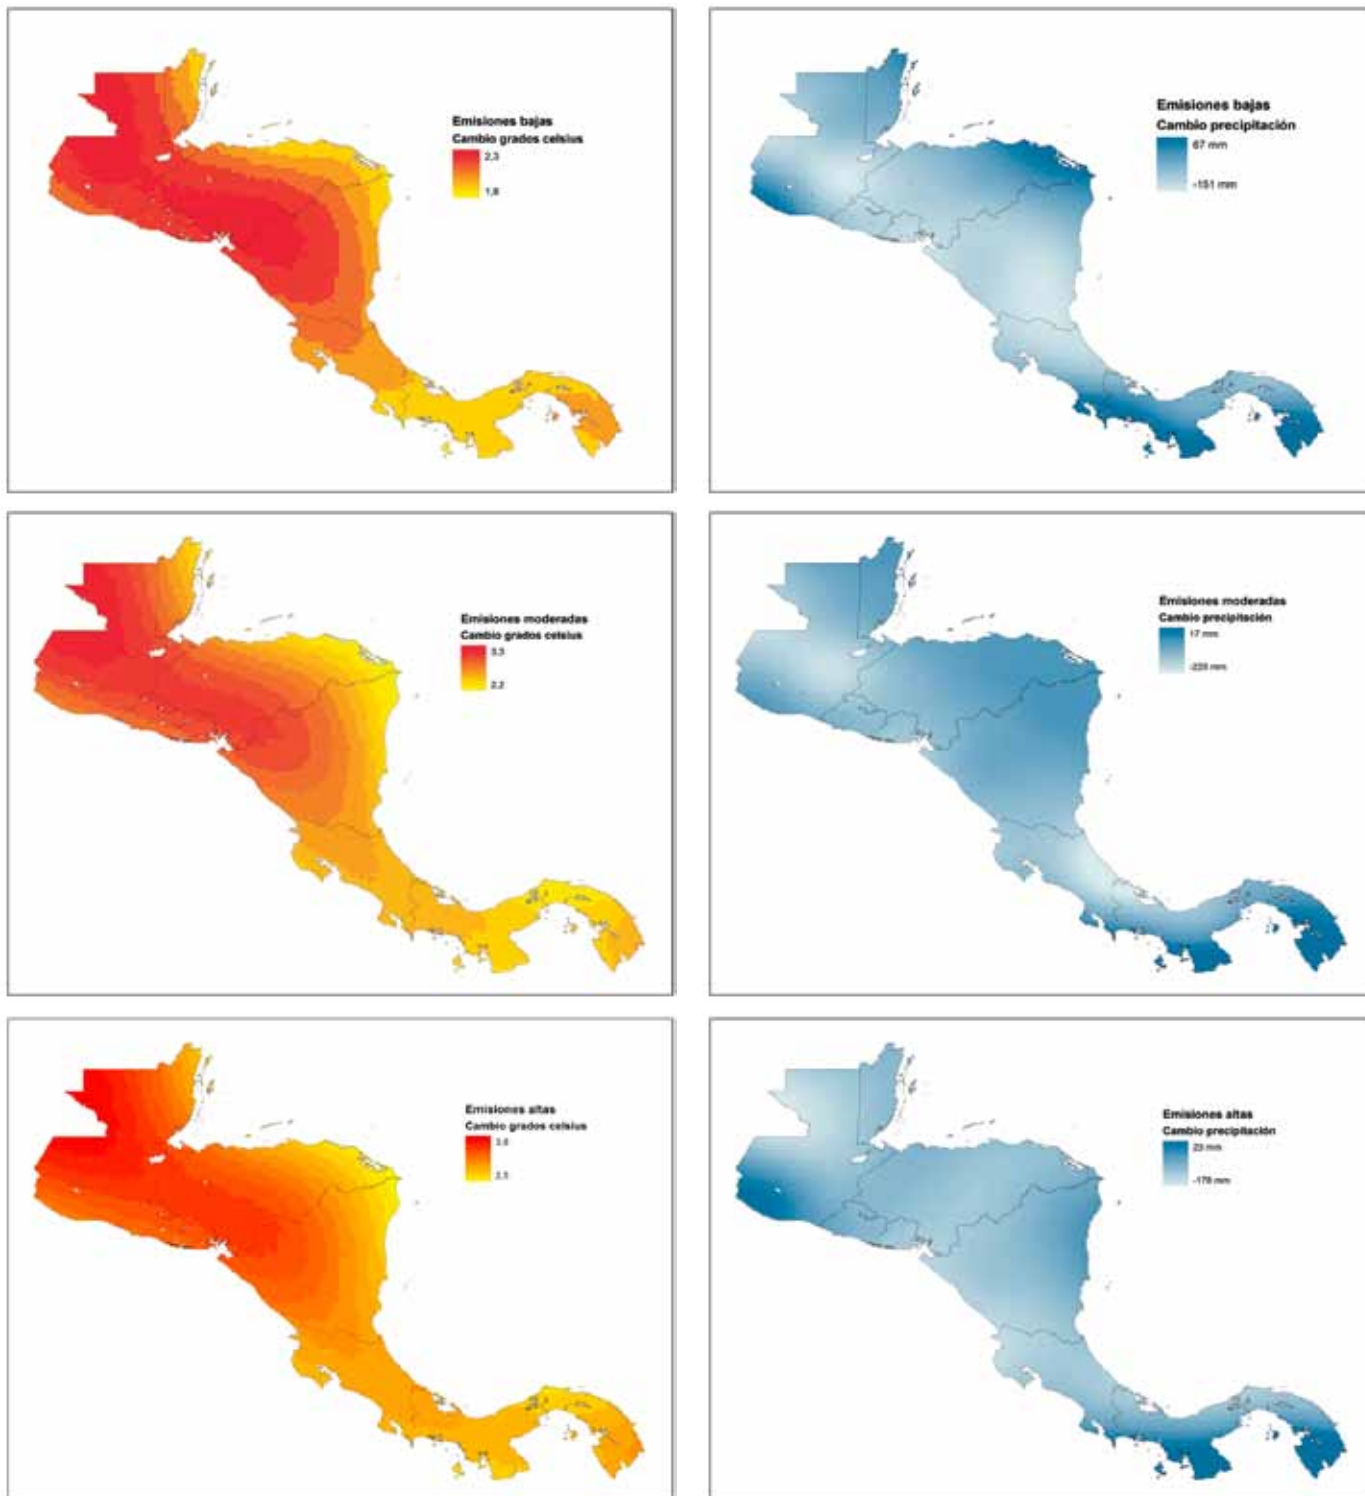 Emisiones bajas
Cambio grados celsius
2,3
1,8
Emisiones bajas
Cambio precipitación
67 mm
-151 mm
Emisiones moderadas
Cambio grados celsius
3,3
2,2
Emisiones moderadas
Cambio precipitación
17 mm
Emisiones altas
Cambio grados celsius
Emisiones altas
Cambio precipitación
23 mm